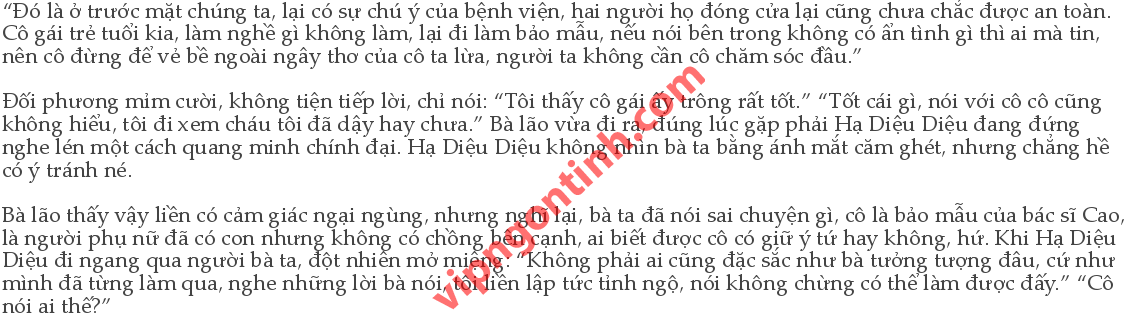 “Đó là ở trước mặt chúng ta, lại có sự chú ý của bệnh viện, hai người họ đóng cửa lại cũng chưa chắc được an toàn.
Cô gái trẻ tuổi kia, làm nghề gì không làm, lại đi làm bảo mẫu, nếu nói bên trong không có ẩn tình gì thì ai mà tin,
nên cô đừng để vẻ bề ngoài ngây thơ của cô ta lừa, người ta không cần cô chăm sóc đâu.”
Đối phương mỉm cười, không tiện tiếp lời, chỉ nói: “Tôi thấy cô gái ấy trông rất tốt.” “Tốt cái gì, nói với cô cô cũng
không hiểu, tôi đi xem cháu tôi đã dậy hay chưa.” Bà lão vừa đi ra, đúng lúc gặp phải Hạ Diệu Diệu đang đứng
nghe lén một cách quang minh chính đại. Hạ Diệu Diệu không nhìn bà ta bằng ánh mắt căm ghét, nhưng chẳng hề
có ý tránh né.
Bà lão thấy vậy liền có cảm giác ngại ngùng, nhưng nghĩ lại, bà ta đã nói sai chuyện gì, cô là bảo mẫu của bác sĩ Cao,
là người phụ nữ đã có con nhưng không có chồng bên cạnh, ai biết được cô có giữ ý tứ hay không, hứ. Khi Hạ Diệu
Diệu đi ngang qua người bà ta, đột nhiên mở miệng: “Không phải ai cũng đặc sắc như bà tưởng tượng đâu, cứ như
mình đã từng làm qua, nghe những lời bà nói, tôi liền lập tức tỉnh ngộ, nói không chừng có thể làm được đấy.” “Cô
nói ai thế?”
vipngontinh.com